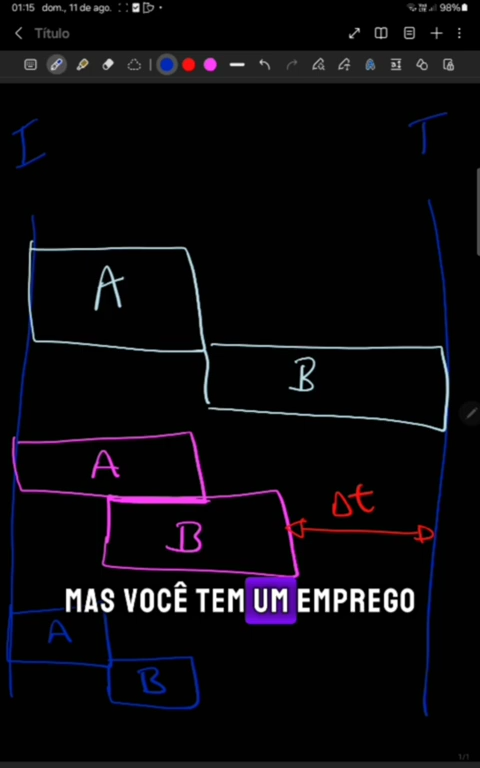 01:15 dom., 11 de ago.
98%
Título
I T
A
B
A
Δt
B
MAS VOCÊ TEM UM EMPREGO
A
B
1/1